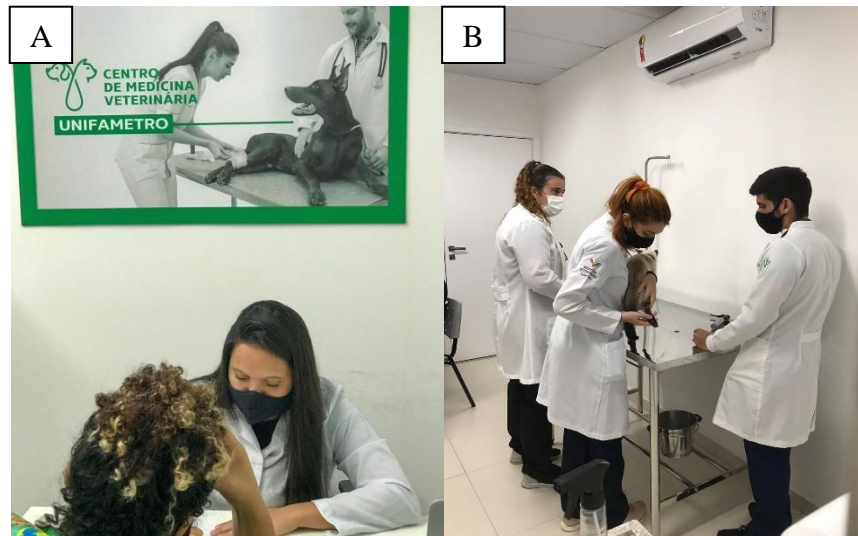 A
CENTRO
DE MEDICINA
VETERINÁRIA
UNIFAMETRO
B